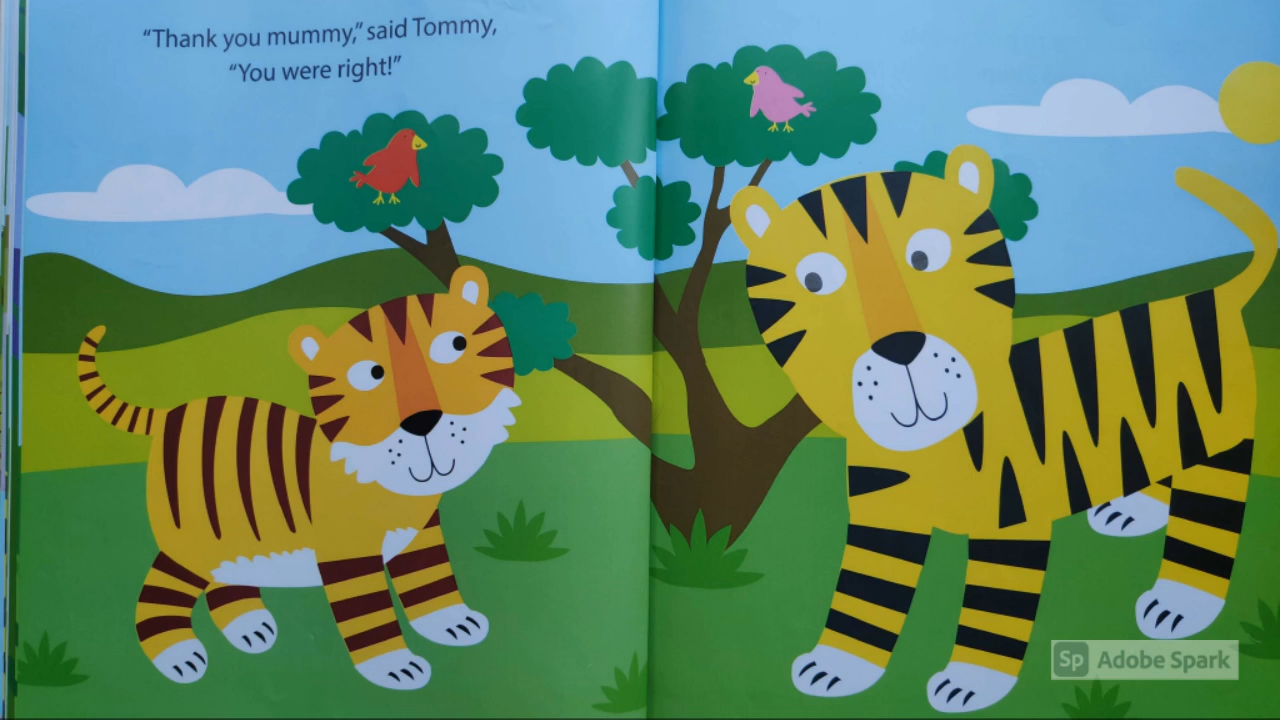 “Thank you mummy,” said Tommy,
“You were right!”
Sp Adobe Spark